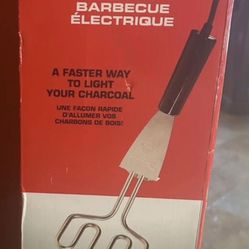 BARBECUE
ÉLECTRIQUE
A FASTER WAY
TO LIGHT
YOUR CHARCOAL
UNE FAÇON RAPIDE
D'ALLUMER VOS
CHARBONS DE BOIS!